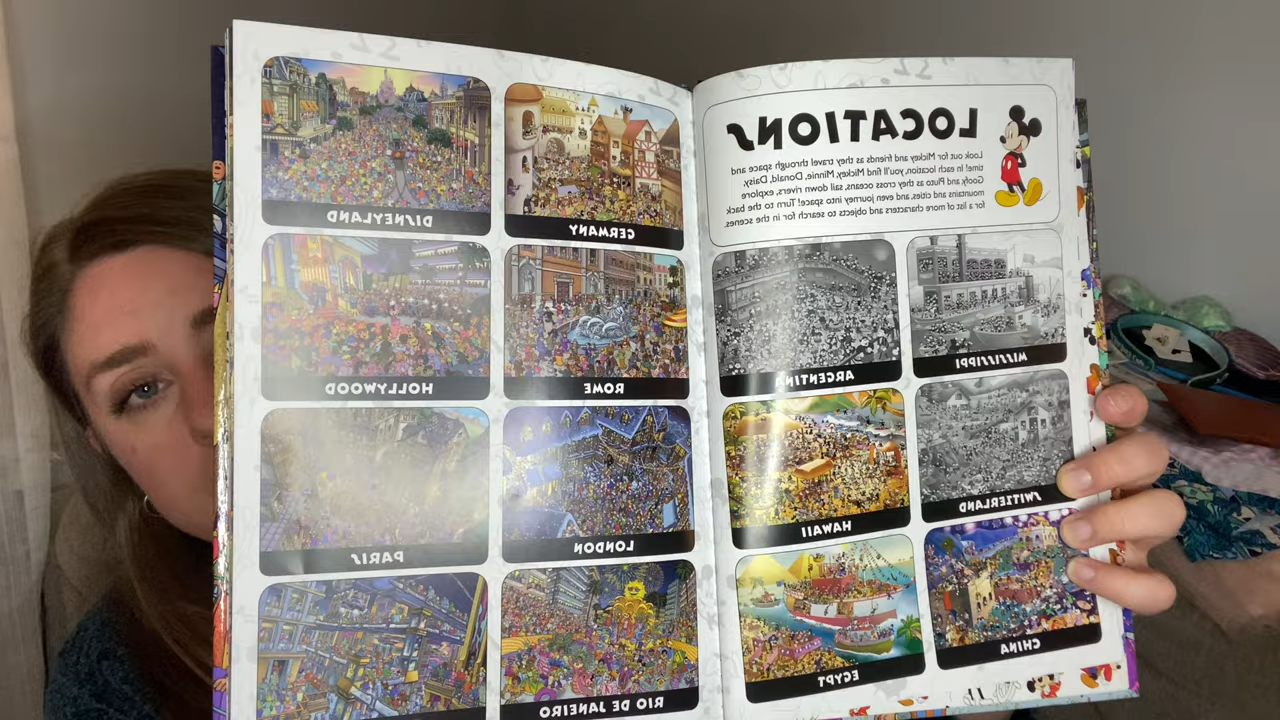 LOCATIONS
Look out for Mickey and friends as they travel through space and
time! In each location, you'll find Mickey, Minnie, Donald, Daisy,
Goofy, and Pluto as they cross oceans, sail down rivers, explore
mountains and cities, and even journey into space! Turn to the back
for a list of more characters and objects to search for in the scenes.
MISSISSIPPI
ARGENTINA
SWITZERLAND
HAWAII
CHINA
EGYPT
GERMANY
DISNEYLAND
ROME
HOLLYWOOD
LONDON
PARIS
RIO DE JANEIRO